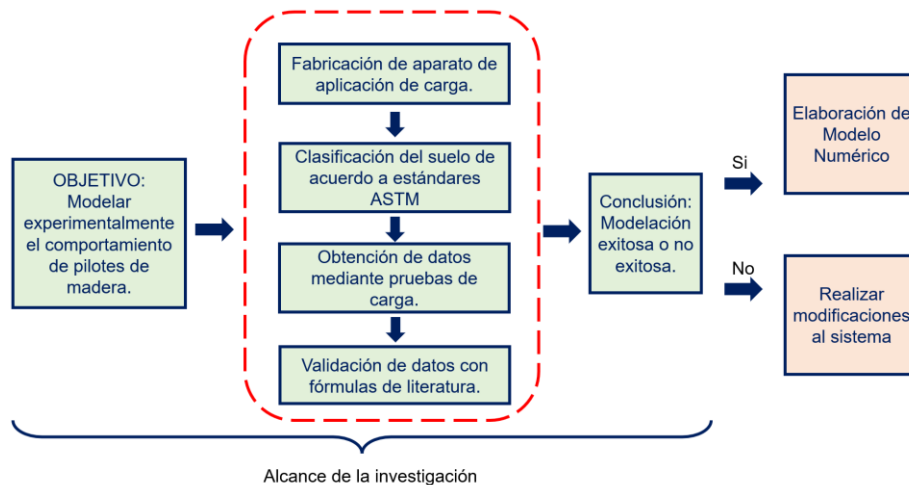 OBJETIVO:
Modelar
experimentalmente
el comportamiento
de pilotes de
madera.
Fabricación de aparato de
aplicación de carga.
Clasificación del suelo de
acuerdo a estándares
ASTM
Obtención de datos
mediante pruebas de
carga.
Validación de datos con
fórmulas de literatura.
Conclusión:
Modelación
exitosa o no
exitosa.
Si
Elaboración de
Modelo
Numérico
No
Realizar
modificaciones
al sistema
Alcance de la investigación